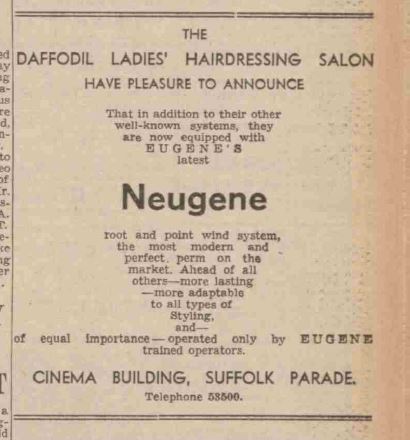 THE
DAFFODIL LADIES' HAIRDRESSING SALON
HAVE PLEASURE TO ANNOUNCE
That in addition to their other
well-known systems, they
are now equipped with
EUGENE'S
latest
Neugene
root and point wind system,
the most modern and
perfect perm on the
market. Ahead of all
others—more lasting
—more adaptable
to all types of
Styling,
and—
of equal importance—operated only by EUGENE
trained operators.
CINEMA BUILDING, SUFFOLK PARADE.
Telephone 53500.